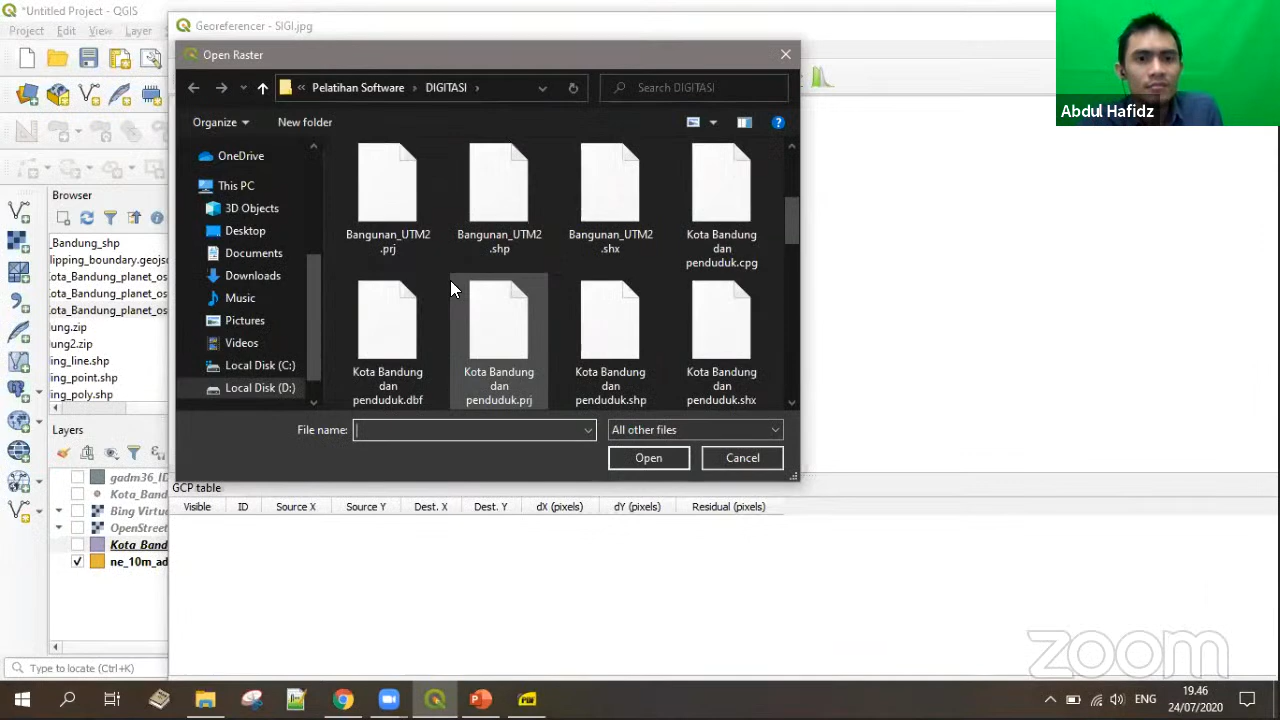 *Untitled Project - QGIS
Project Edit View Layer
Georeferencer - SIGI.jpg
Abdul Hafidz
Open Raster
« Pelatihan Software › DIGITASI ›
Search DIGITASI
Organize
New folder
OneDrive
This PC
3D Objects
Desktop
Documents
Downloads
Music
Pictures
Videos
Local Disk (C:)
Local Disk (D:)
Bangunan_UTM2
.prj
Bangunan_UTM2
.shp
Bangunan_UTM2
.shx
Kota Bandung
dan
penduduk.cpg
Kota Bandung
dan
penduduk.dbf
Kota Bandung
dan
penduduk.prj
Kota Bandung
dan
penduduk.shp
Kota Bandung
dan
penduduk.shx
File name:
All other files
Open
Cancel
Browser
_Bandung_shp
lipping_boundary.geojs
ota_Bandung_planet_os
ota_Bandung_planet_os
ota_Bandung_planet_os
ung.zip
ung2.zip
ing_line.shp
ing_point.shp
ing_poly.shp
Layers
gadm36_ID
Kota_Band
Bing Virtu
OpenStreet
Kota_Band
ne_10m_ad
GCP table
Visible ID Source X Source Y Dest. X Dest. Y dX (pixels) dY (pixels) Residual (pixels)
Type to locate (Ctrl+K)
zoom
ENG
19.46
24/07/2020